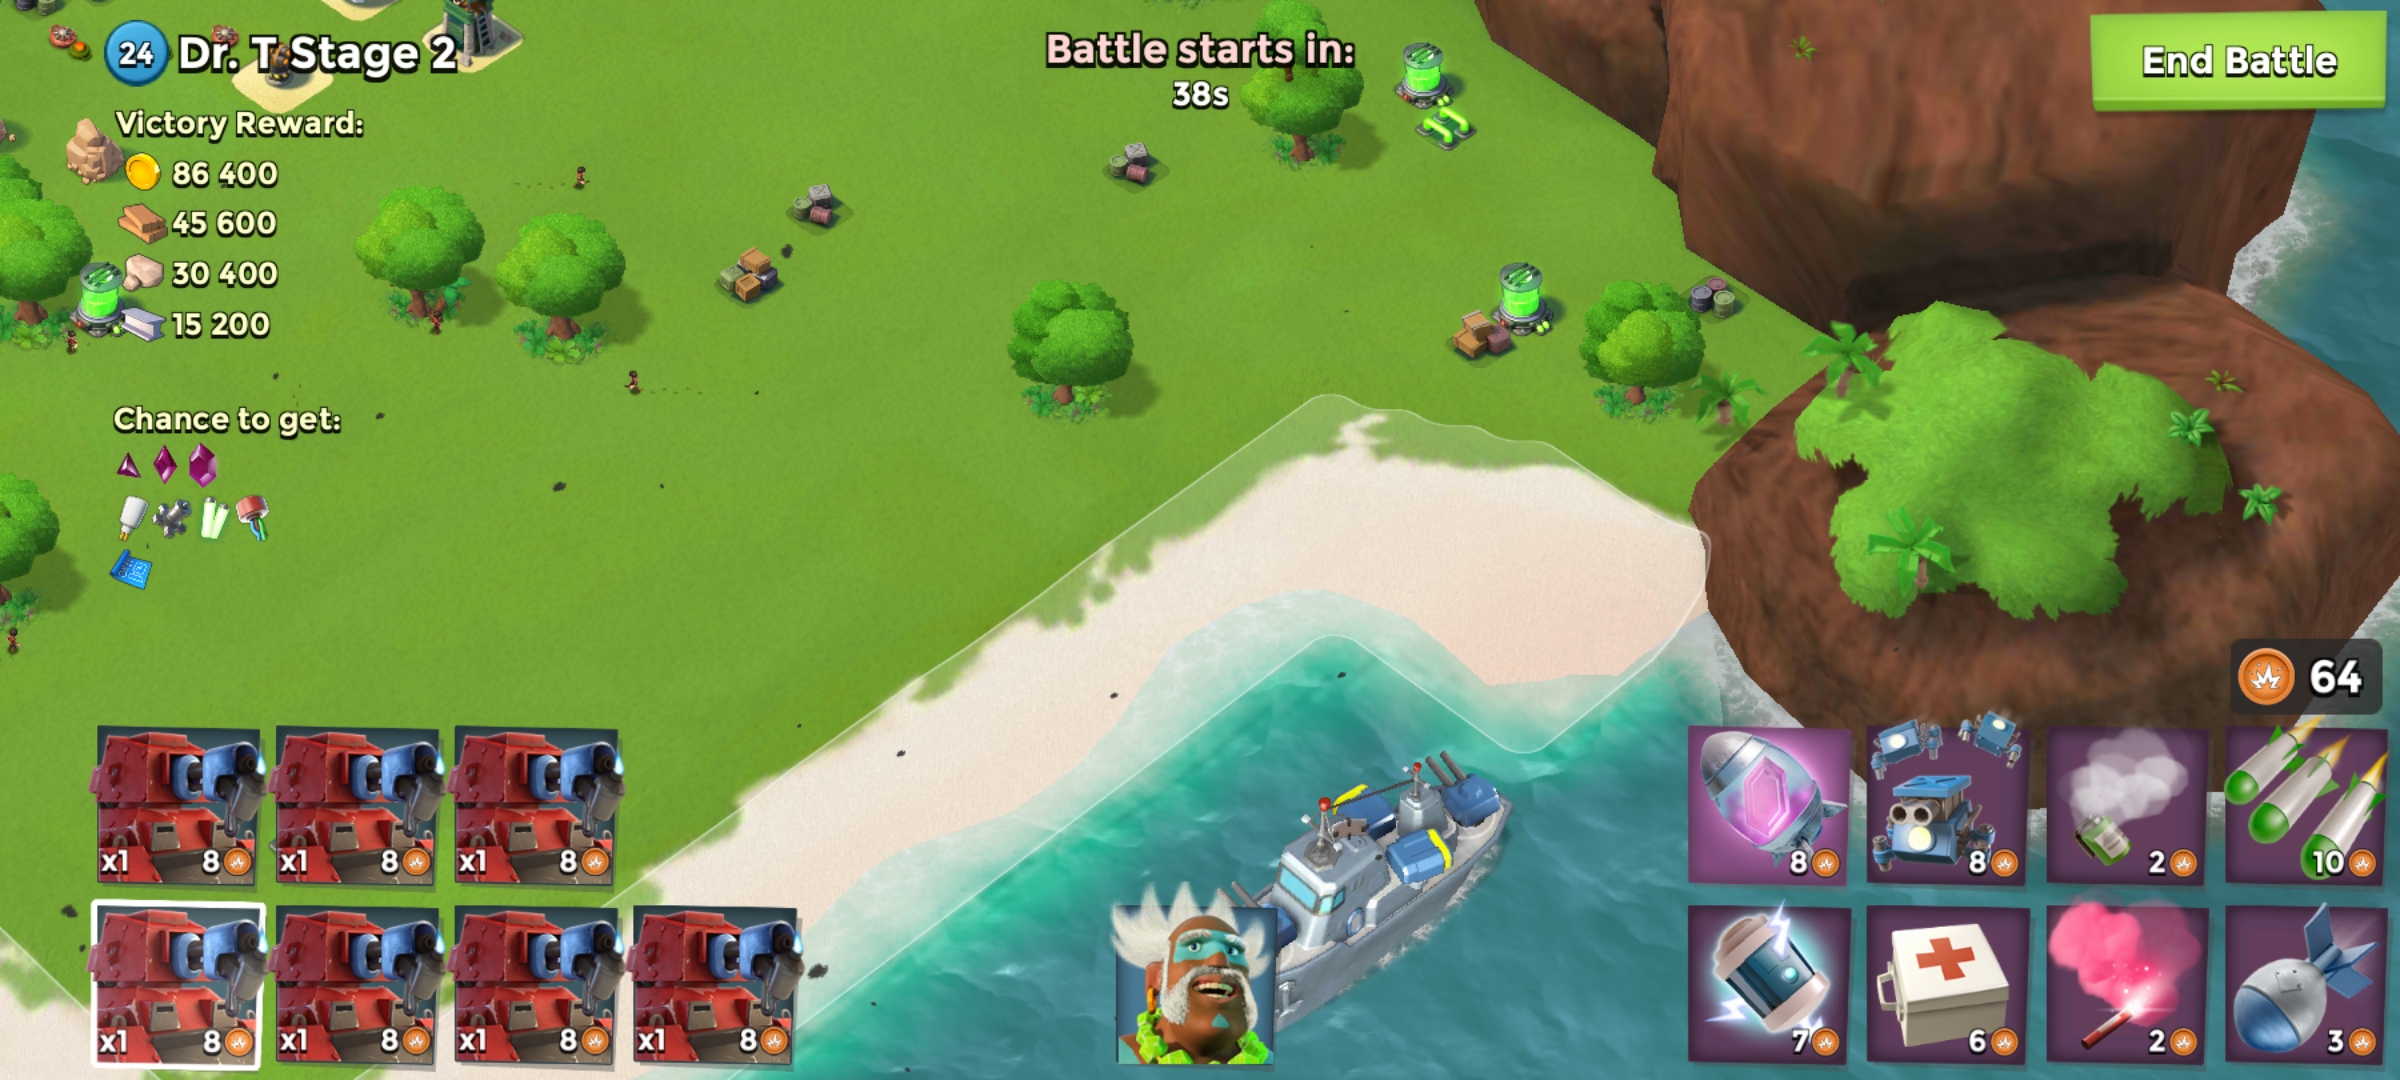 24 Dr. T Stage 2
Battle starts in:
38s
End Battle
Victory Reward:
86 400
45 600
30 400
15 200
Chance to get:
64
x1 8
x1 8
x1 8
8
8
2
10
x1 8
x1 8
x1 8
x1 8
7
6
2
3